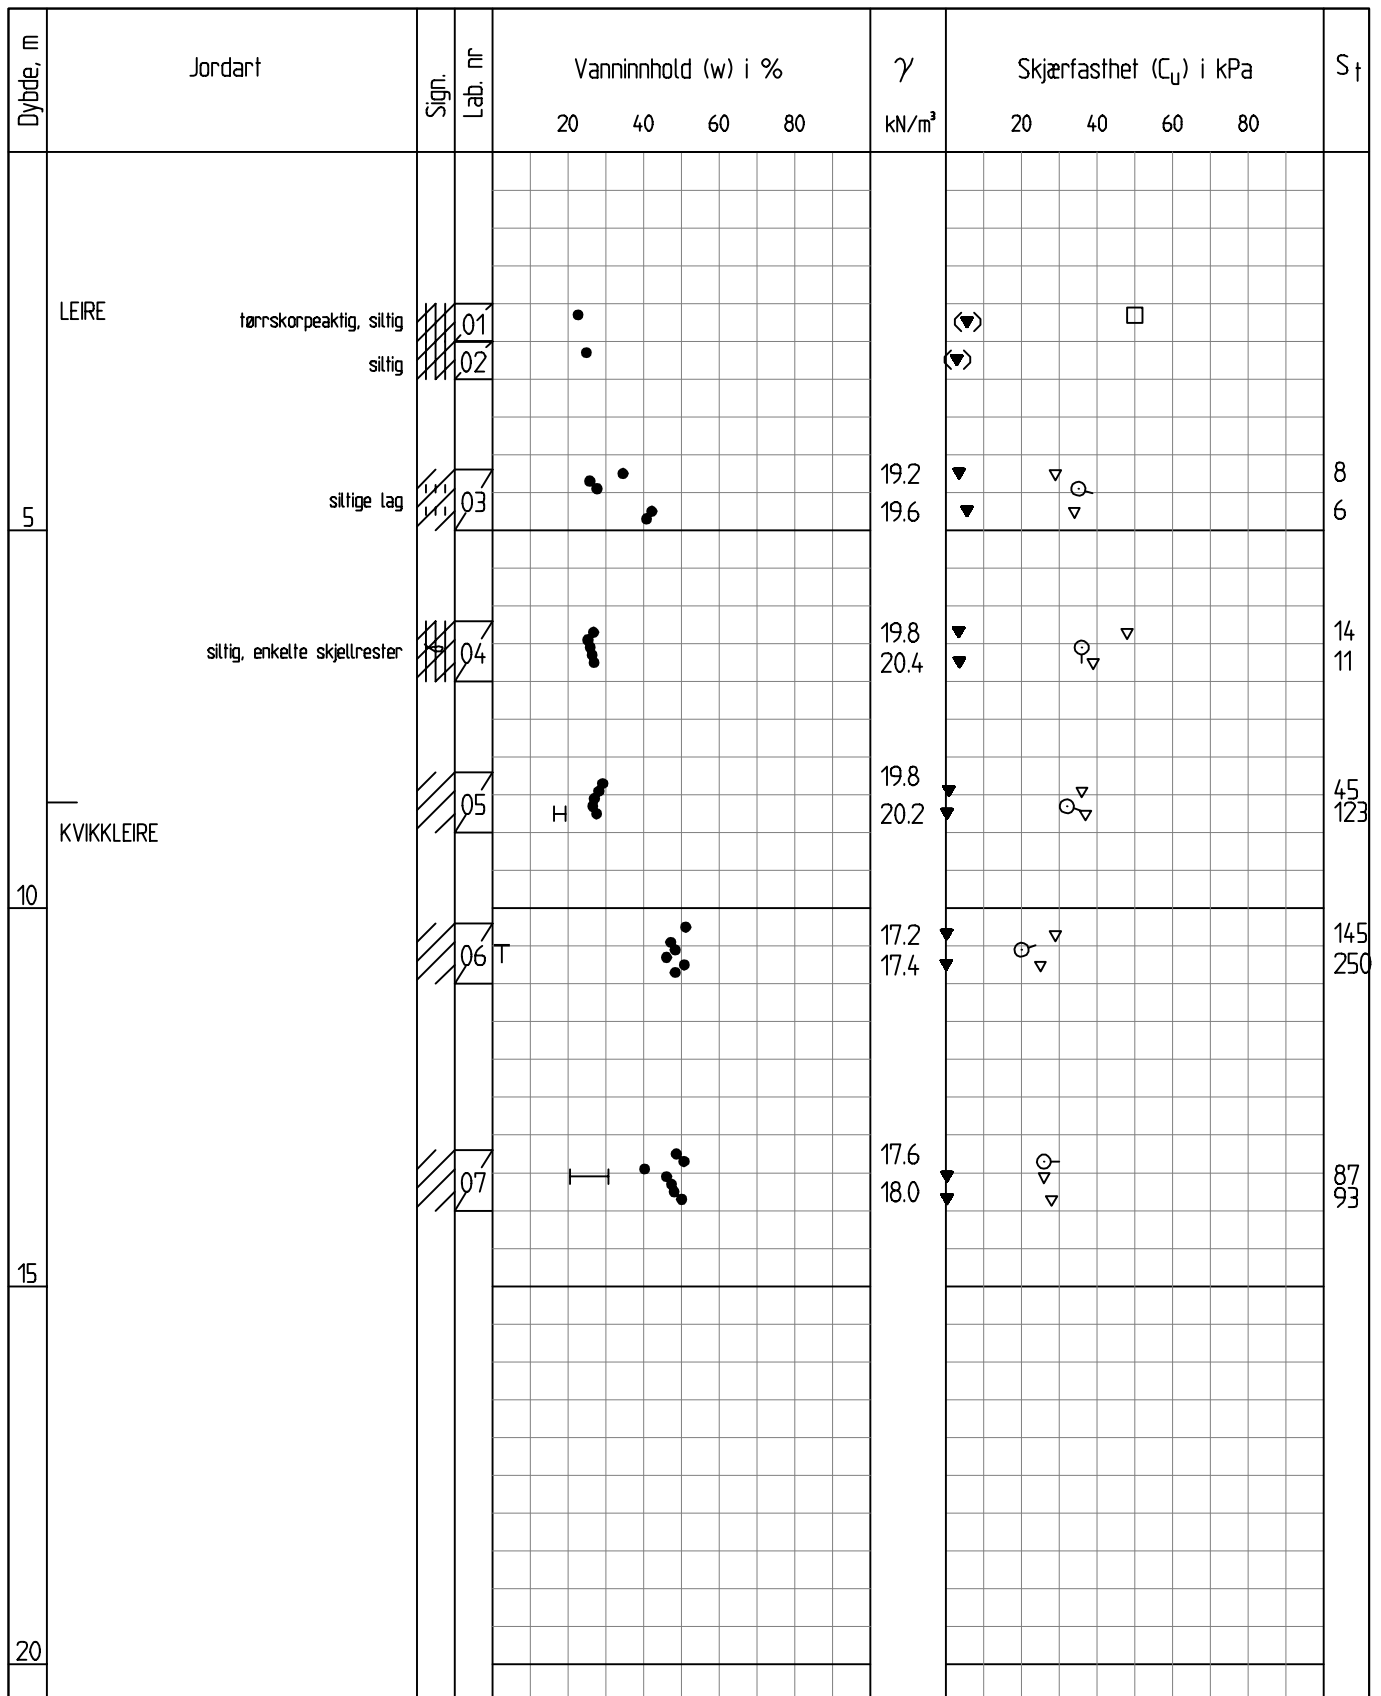 Dybde, m
Jordart
Sign.
Lab. nr
Vanninnhold (w) i %
20 40 60 80
γ
kN/m³
Skjærfasthet (Cu) i kPa
20 40 60 80
St
LEIRE
tørrskorpeaktig, siltig 01
siltig 02
19.2 8
siltige lag 03
5 19.6 6
19.8 14
siltig, enkelte skjellrester 04
20.4 11
19.8 45
05
20.2 123
KVIKKLEIRE
10
17.2 145
06 T
17.4 250
17.6
07 87
18.0 93
15
20